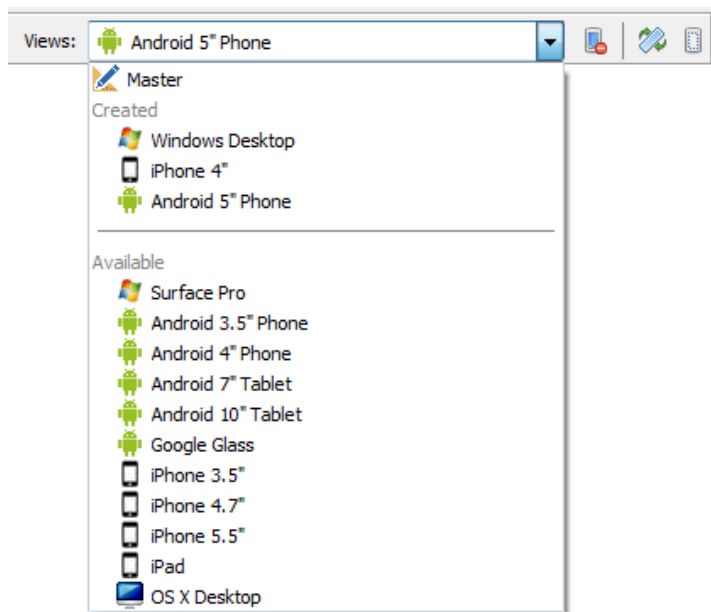 Views: Android 5" Phone
Master
Created
Windows Desktop
iPhone 4"
Android 5" Phone
Available
Surface Pro
Android 3.5" Phone
Android 4" Phone
Android 7" Tablet
Android 10" Tablet
Google Glass
iPhone 3.5"
iPhone 4.7"
iPhone 5.5"
iPad
OS X Desktop